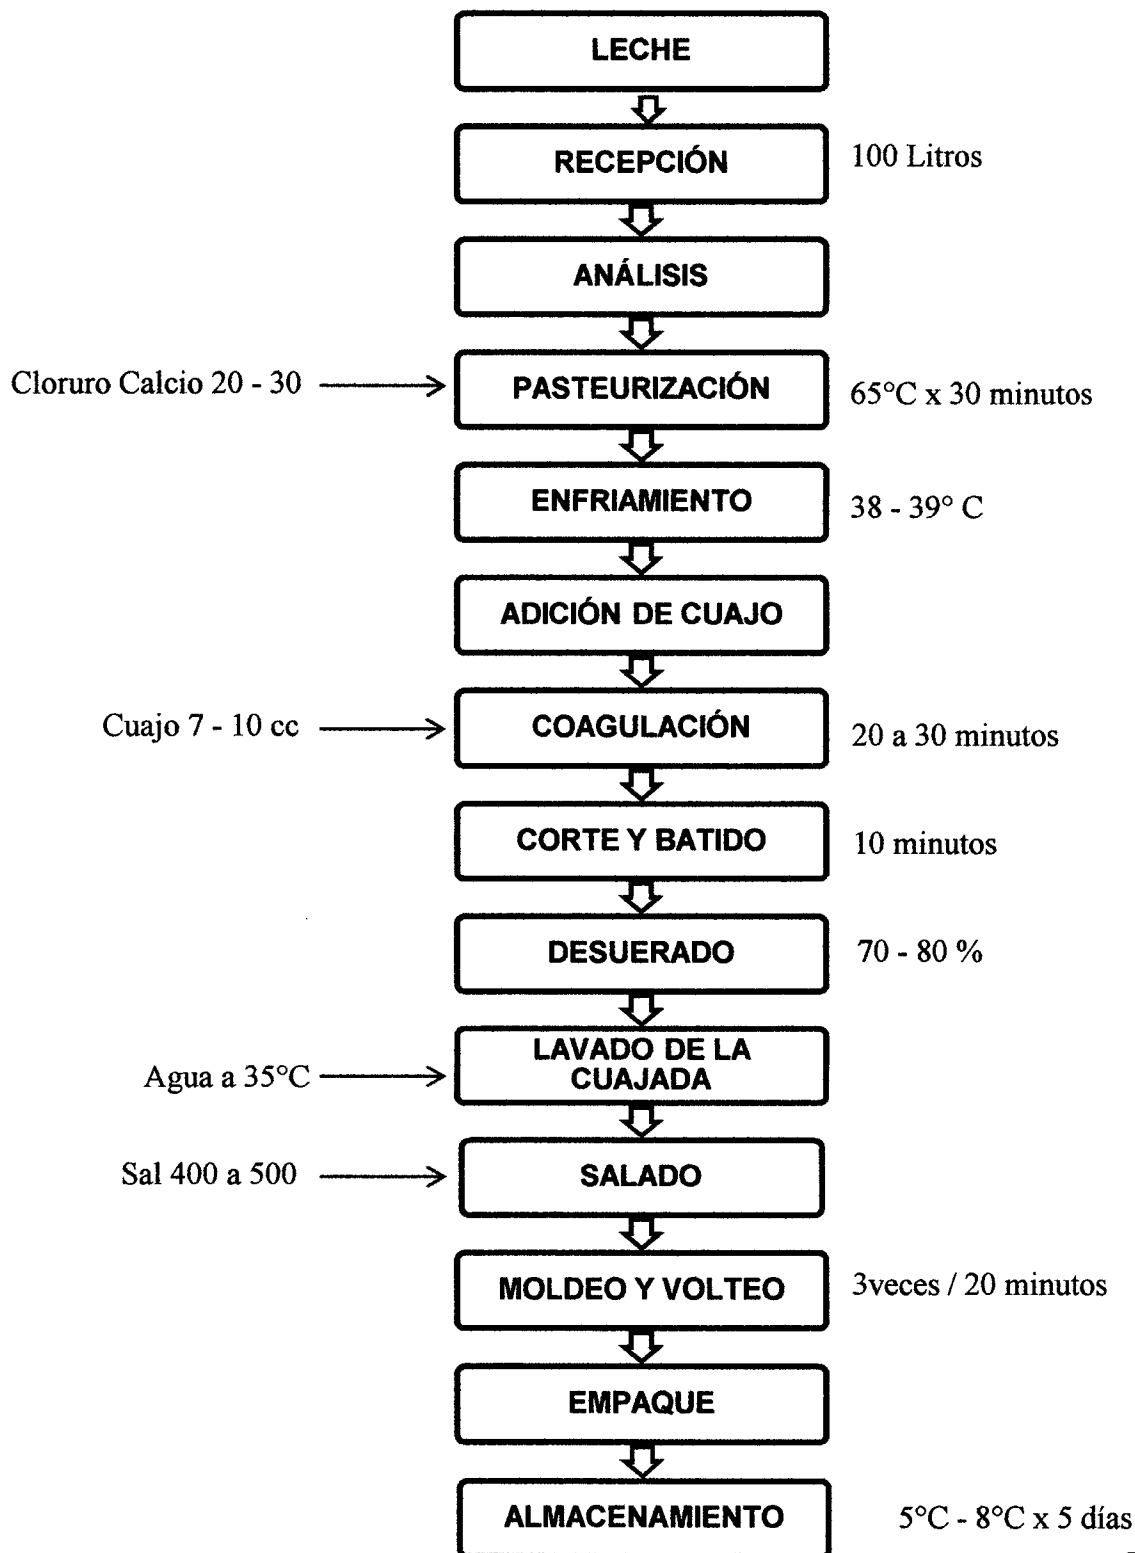 LECHE
RECEPCIÓN
100 Litros
ANÁLISIS
Cloruro Calcio 20 - 30
PASTEURIZACIÓN
65°C x 30 minutos
ENFRIAMIENTO
38 - 39° C
ADICIÓN DE CUAJO
Cuajo 7 - 10 cc
COAGULACIÓN
20 a 30 minutos
CORTE Y BATIDO
10 minutos
DESUERADO
70 - 80 %
LAVADO DE LA
CUAJADA
Agua a 35°C
Sal 400 a 500
SALADO
MOLDEO Y VOLTEO
3veces / 20 minutos
EMPAQUE
ALMACENAMIENTO
5°C - 8°C x 5 días